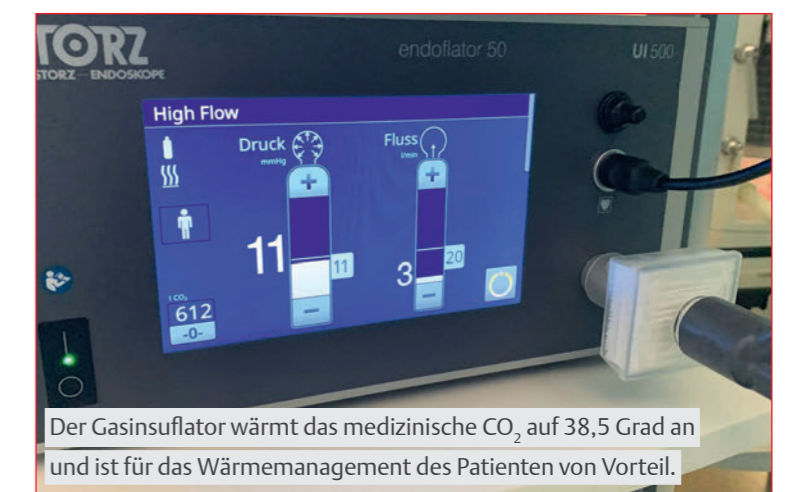 TORZ
STORZ – ENDOSKOPE
endoflator 50
UI 500
High Flow
Druck
mmHg
Fluss
l/min
+
+
11
11
3
20
l CO₂
612
-0-
–
–
Der Gasinsuflator wärmt das medizinische CO₂ auf 38,5 Grad an
und ist für das Wärmemanagement des Patienten von Vorteil.